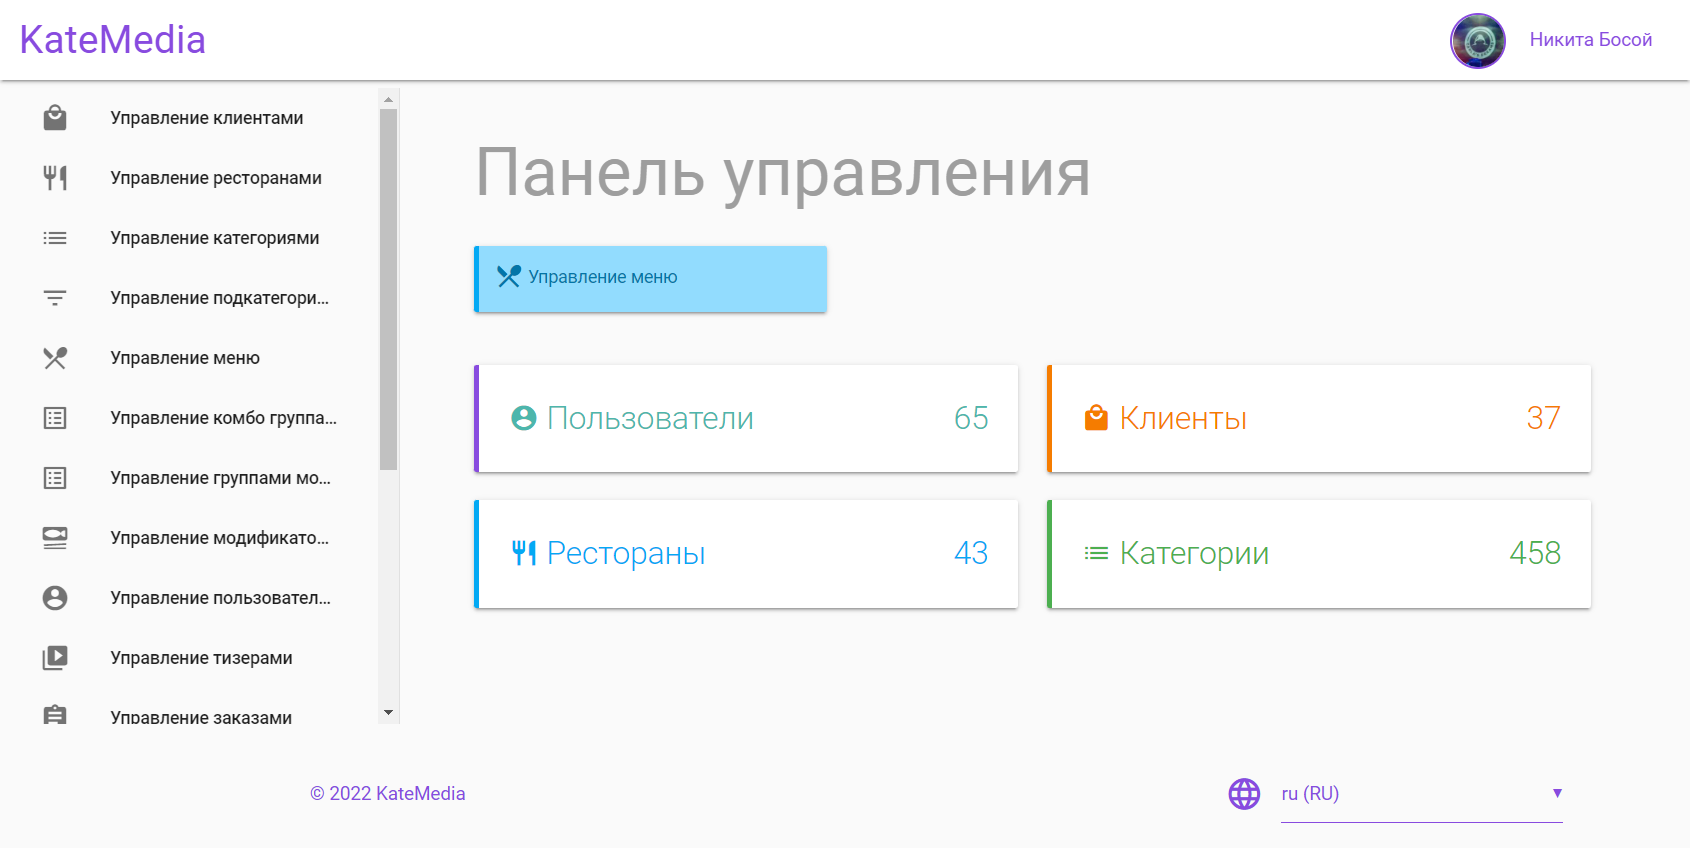 KateMedia
Никита Босой
Управление клиентами
Управление ресторанами
Управление категориями
Управление подкатегори...
Управление меню
Управление комбо группа...
Управление группами мо...
Управление модификато...
Управление пользовател...
Управление тизерами
Управление заказами
Панель управления
Управление меню
Пользователи 65
Клиенты 37
Рестораны 43
Категории 458
© 2022 KateMedia
ru (RU)